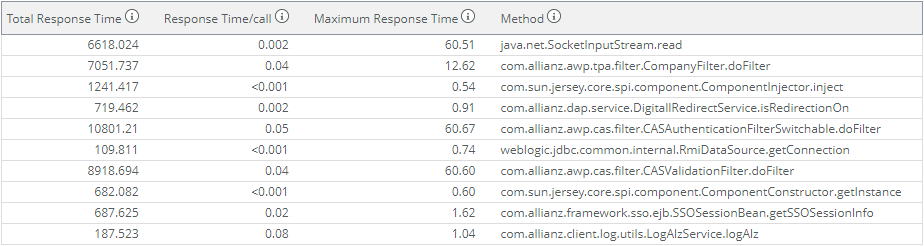 Total Response Time Response Time/call Maximum Response Time Method
6618.024 0.002 60.51 java.net.SocketInputStream.read
7051.737 0.04 12.62 com.allianz.awp.tpa.filter.CompanyFilter.doFilter
1241.417 <0.001 0.54 com.sun.jersey.core.spi.component.ComponentInjector.inject
719.462 0.002 0.91 com.allianz.dap.service.DigitallRedirectService.isRedirectionOn
10801.21 0.05 60.67 com.allianz.awp.cas.filter.CASAuthenticationFilterSwitchable.doFilter
109.811 <0.001 0.74 weblogic.jdbc.common.internal.RmiDataSource.getConnection
8918.694 0.04 60.60 com.allianz.awp.cas.filter.CASValidationFilter.doFilter
682.082 <0.001 0.60 com.sun.jersey.core.spi.component.ComponentConstructor.getInstance
687.625 0.02 1.62 com.allianz.framework.sso.ejb.SSOSessionBean.getSSOSessionInfo
187.523 0.08 1.04 com.allianz.client.log.utils.LogAlzService.logAlz